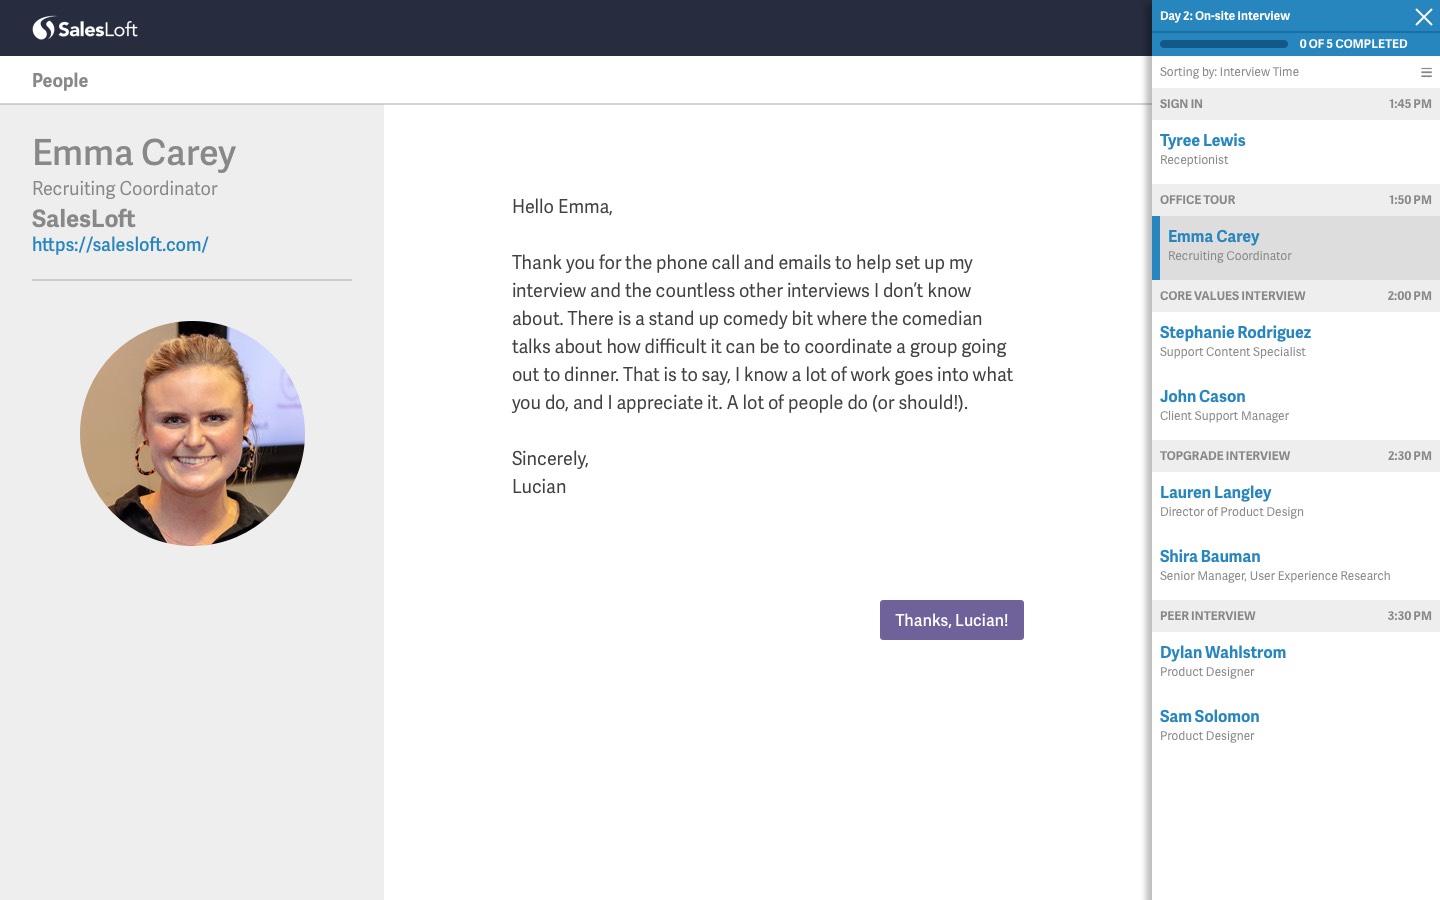 SalesLoft
People
Emma Carey
Recruiting Coordinator
SalesLoft
https://salesloft.com/
Hello Emma,
Thank you for the phone call and emails to help set up my
interview and the countless other interviews I don’t know
about. There is a stand up comedy bit where the comedian
talks about how difficult it can be to coordinate a group going
out to dinner. That is to say, I know a lot of work goes into what
you do, and I appreciate it. A lot of people do (or should!).
Sincerely,
Lucian
Thanks, Lucian!
Day 2: On-site Interview
0 OF 5 COMPLETED
Sorting by: Interview Time
SIGN IN 1:45 PM
Tyree Lewis
Receptionist
OFFICE TOUR 1:50 PM
Emma Carey
Recruiting Coordinator
CORE VALUES INTERVIEW 2:00 PM
Stephanie Rodriguez
Support Content Specialist
John Cason
Client Support Manager
TOPGRADE INTERVIEW 2:30 PM
Lauren Langley
Director of Product Design
Shira Bauman
Senior Manager, User Experience Research
PEER INTERVIEW 3:30 PM
Dylan Wahlstrom
Product Designer
Sam Solomon
Product Designer